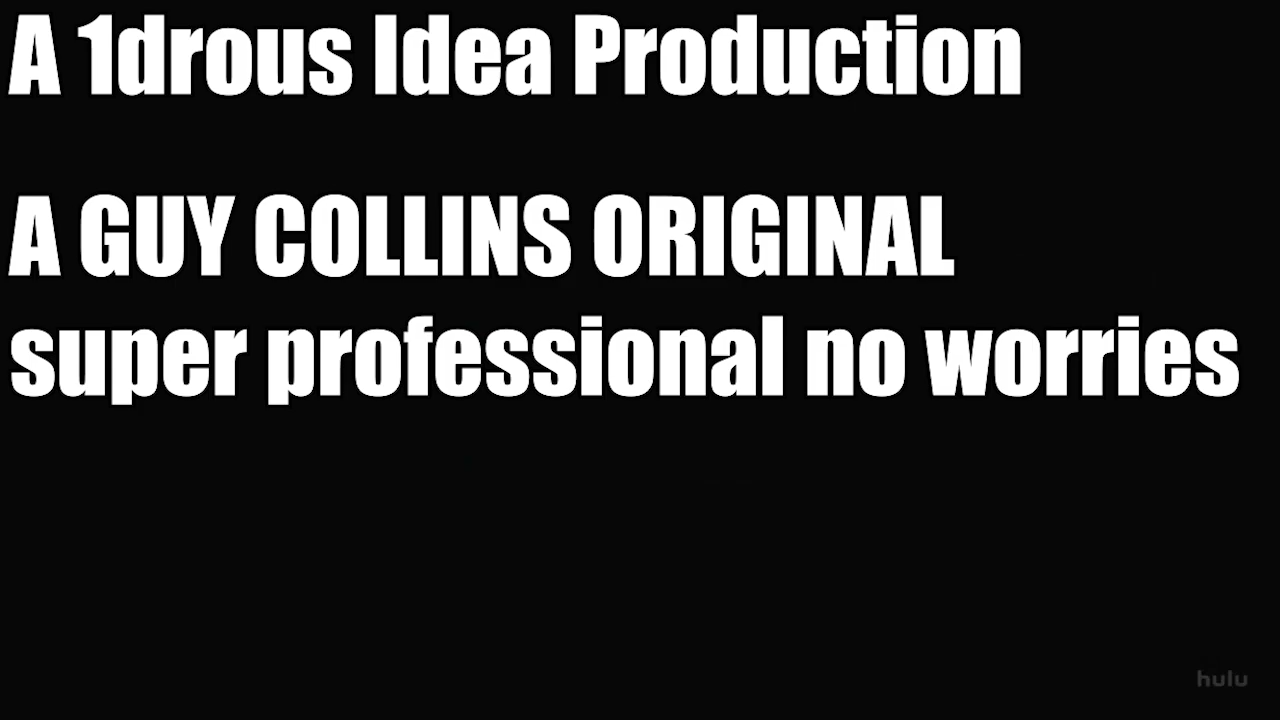 A 1drous Idea Production
A GUY COLLINS ORIGINAL
super professional no worries
hulu